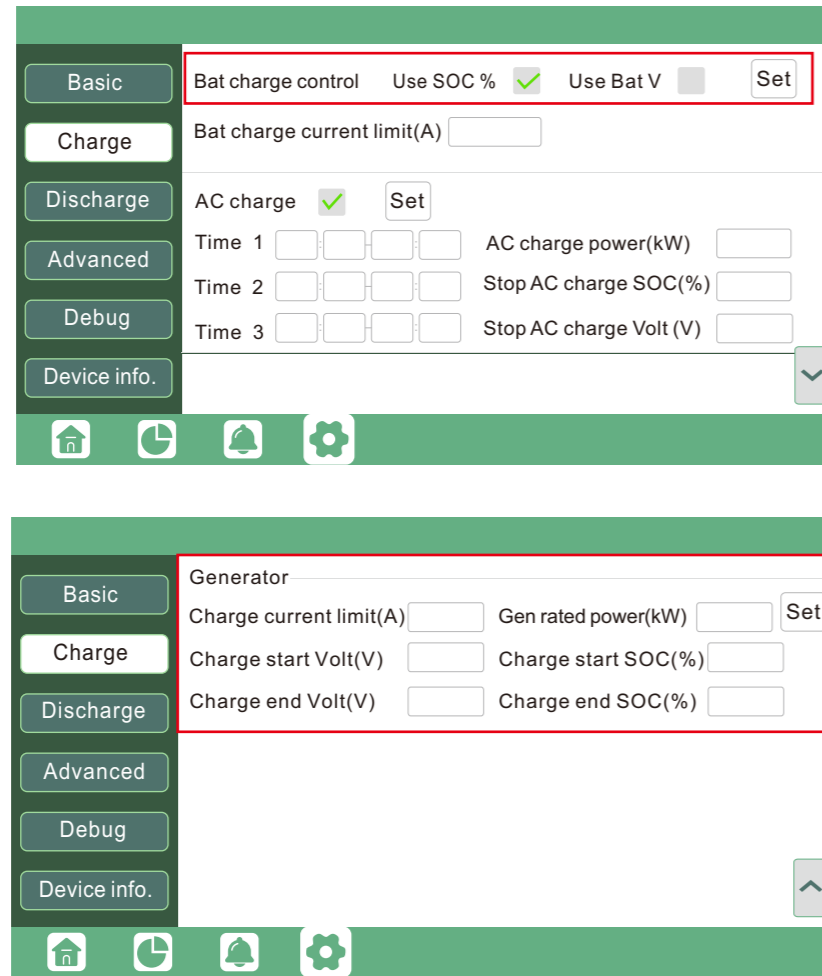 Basic
Charge
Discharge
Advanced
Debug
Device info.
Bat charge control Use SOC % Use Bat V Set
Bat charge current limit(A)
AC charge Set
Time 1 : - : AC charge power(kW)
Time 2 : - : Stop AC charge SOC(%)
Time 3 : - : Stop AC charge Volt (V)
Basic
Charge
Discharge
Advanced
Debug
Device info.
Generator
Charge current limit(A) Gen rated power(kW) Set
Charge start Volt(V) Charge start SOC(%)
Charge end Volt(V) Charge end SOC(%)